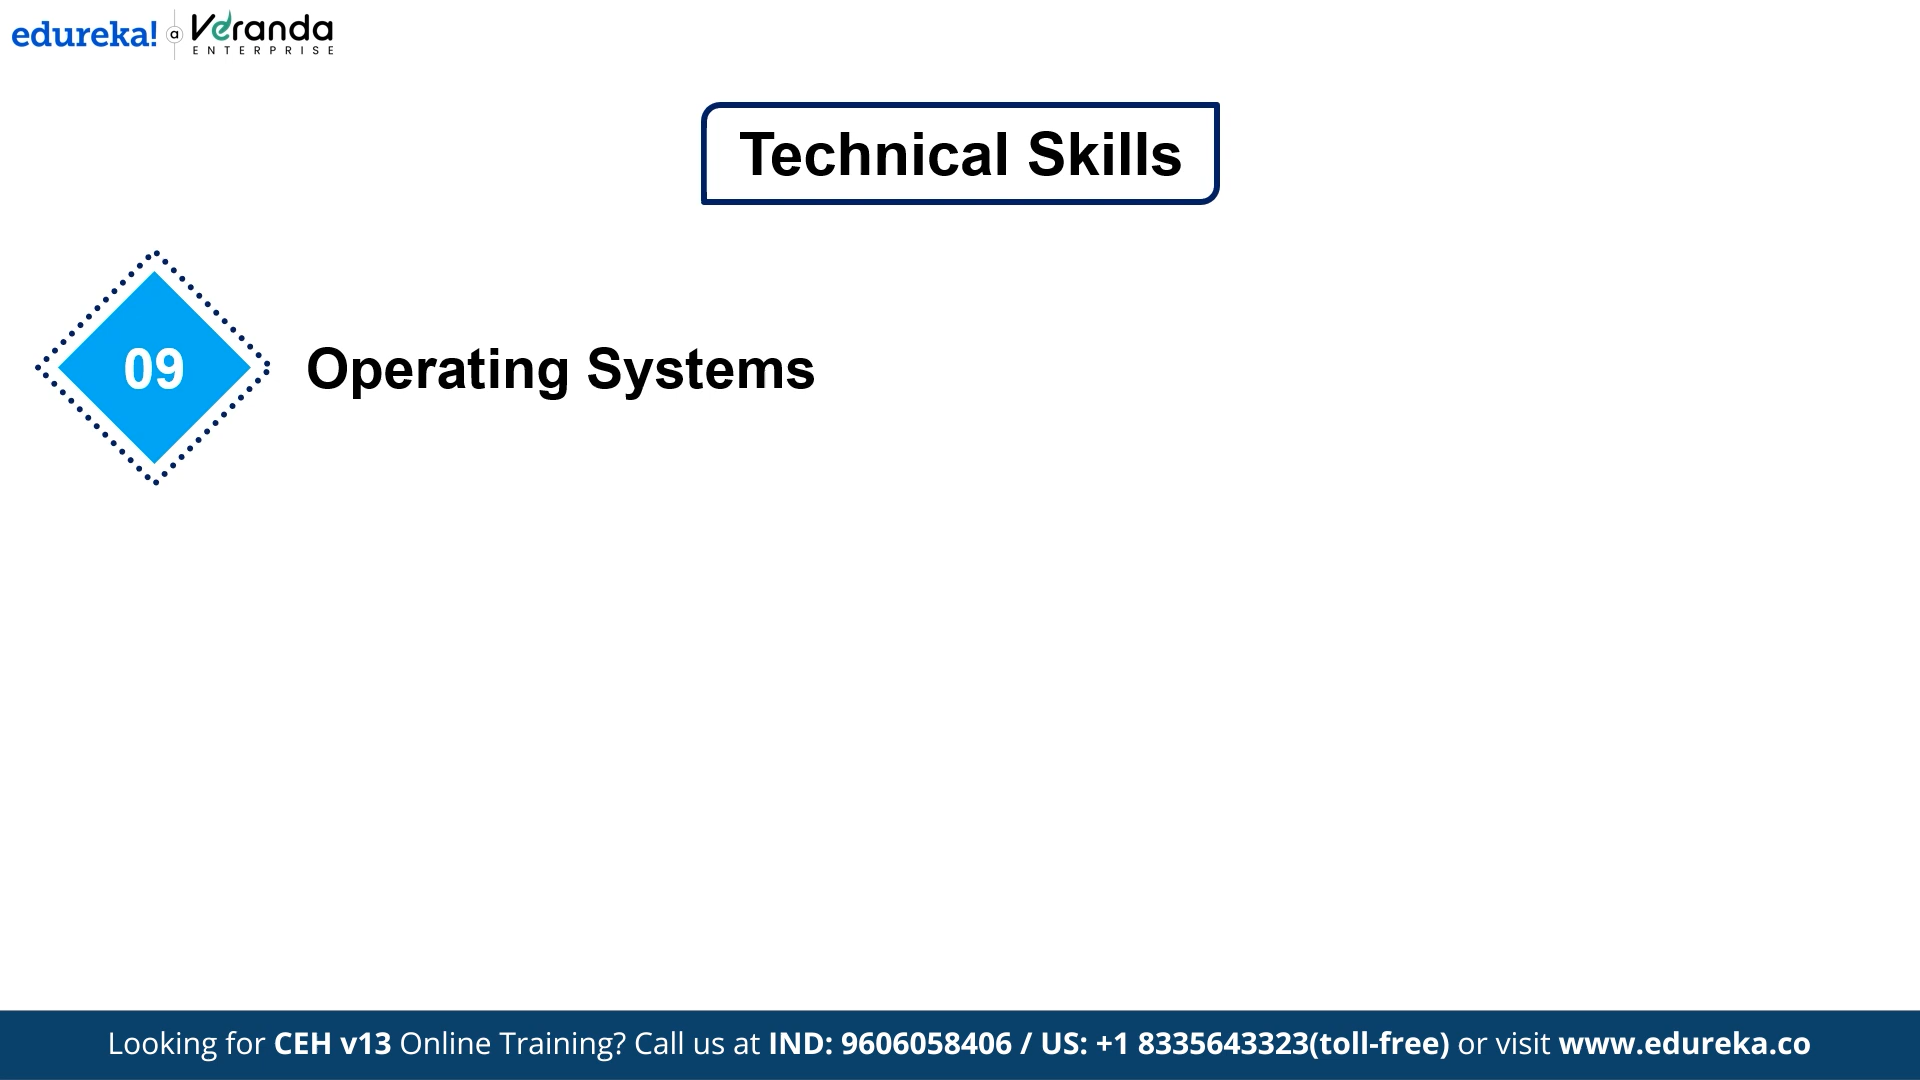 edureka! a Veranda
ENTERPRISE
Technical Skills
09 Operating Systems
Looking for CEH v13 Online Training? Call us at IND: 9606058406 / US: +1 8335643323(toll-free) or visit www.edureka.co